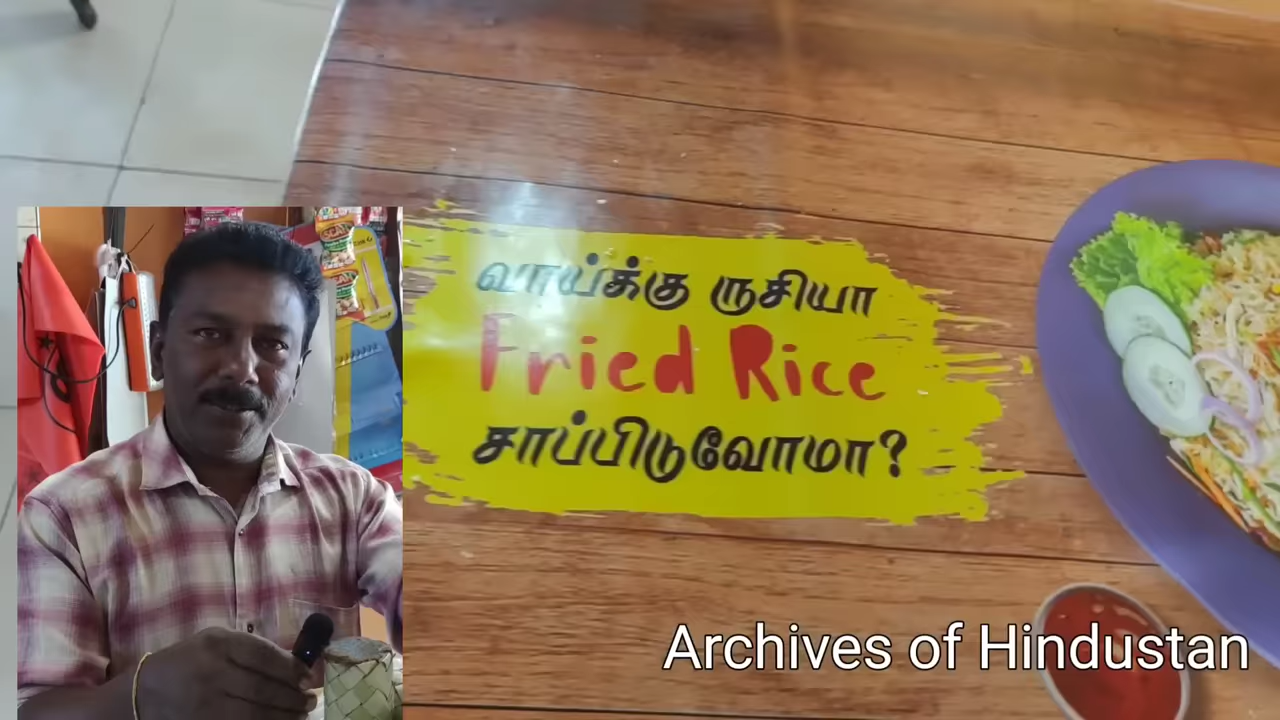 வாய்க்கு ருசியா
Fried Rice
சாப்பிடுவோமா?
Archives of Hindustan